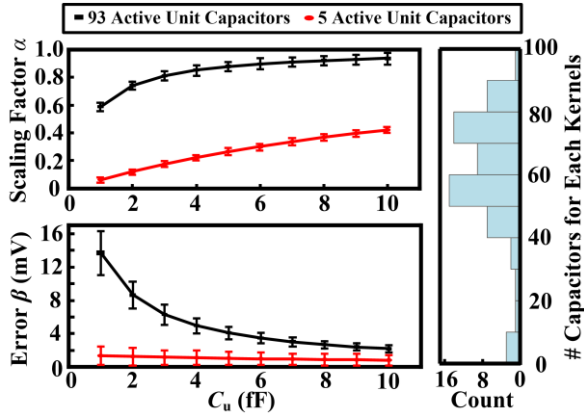 93 Active Unit Capacitors 5 Active Unit Capacitors
Scaling Factor α
1.0
0.8
0.6
0.4
0.2
0
0 2 4 6 8 10
Error β (mV)
16
12
8
4
0
0 2 4 6 8 10
Cu (fF)
100
80
60
40
20
0
# Capacitors for Each Kernels
16 8 0
Count